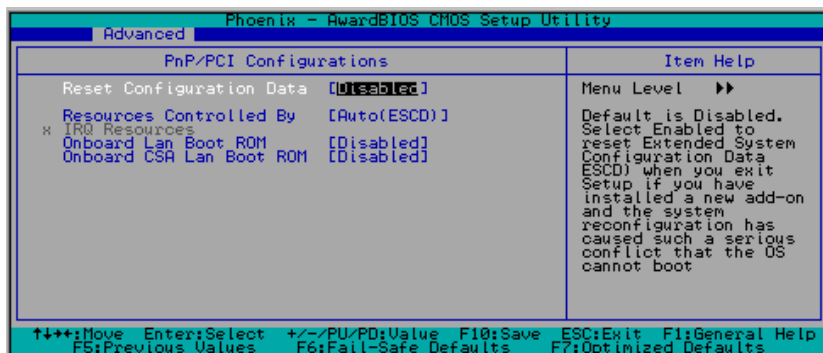 Phoenix - AwardBIOS CMOS Setup Utility
Advanced
PnP/PCI Configurations
Item Help
Reset Configuration Data [Disabled]
Resources Controlled By [Auto(ESCD)]
x IRQ Resources
Onboard Lan Boot ROM [Disabled]
Onboard CSA Lan Boot ROM [Disabled]
Menu Level ▶▶
Default is Disabled.
Select Enabled to
reset Extended System
Configuration Data
ESCD) when you exit
Setup if you have
installed a new add-on
and the system
reconfiguration has
caused such a serious
conflict that the OS
cannot boot
↑↓→←:Move Enter:Select +/-/PU/PD:Value F10:Save ESC:Exit F1:General Help
F5:Previous Values F6:Fail-Safe Defaults F7:Optimized Defaults